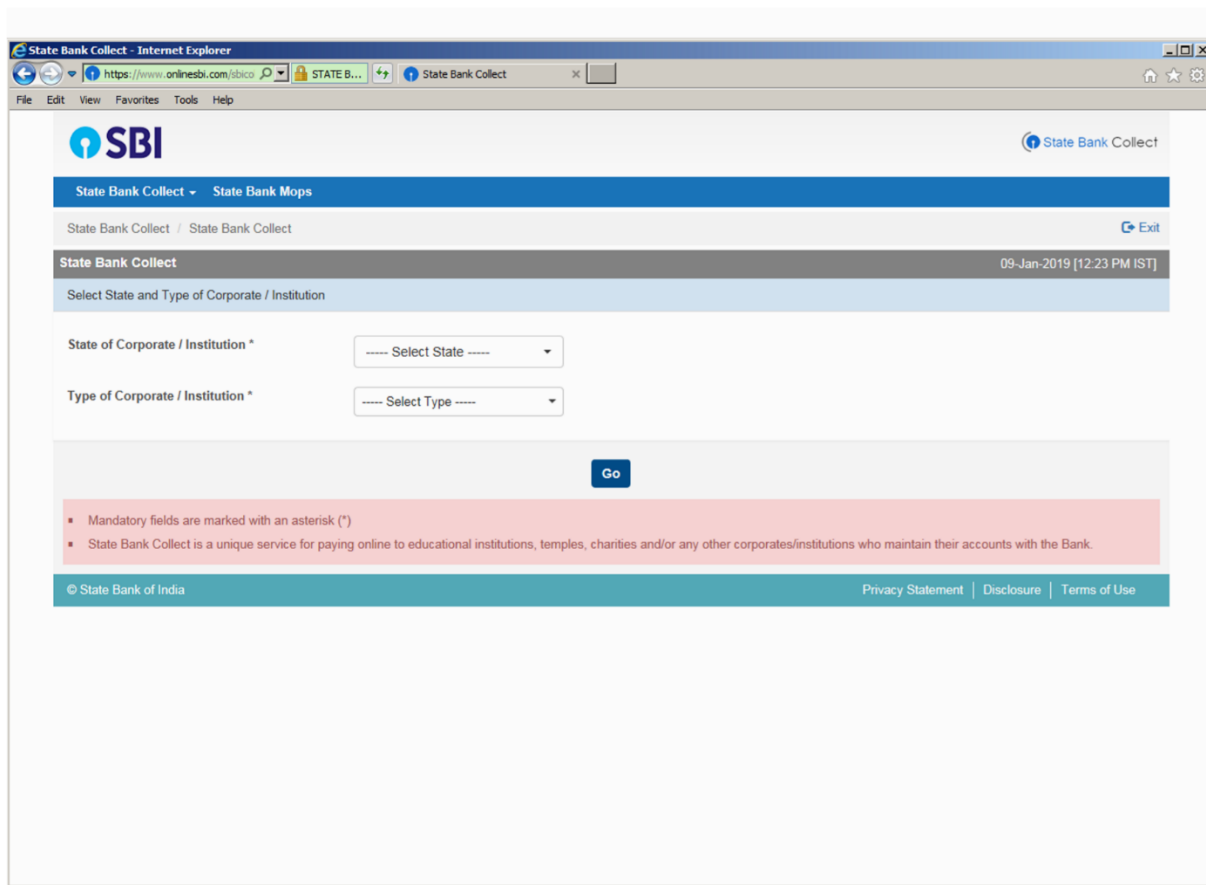 State Bank Collect - Internet Explorer
https://www.onlinesbi.com/sbico STATE B... State Bank Collect
File Edit View Favorites Tools Help
SBI State Bank Collect
State Bank Collect State Bank Mops
State Bank Collect / State Bank Collect Exit
State Bank Collect 09-Jan-2019 [12:23 PM IST]
Select State and Type of Corporate / Institution
State of Corporate / Institution * ----- Select State -----
Type of Corporate / Institution * ----- Select Type -----
Go
Mandatory fields are marked with an asterisk (*)
State Bank Collect is a unique service for paying online to educational institutions, temples, charities and/or any other corporates/institutions who maintain their accounts with the Bank.
© State Bank of India Privacy Statement | Disclosure | Terms of Use